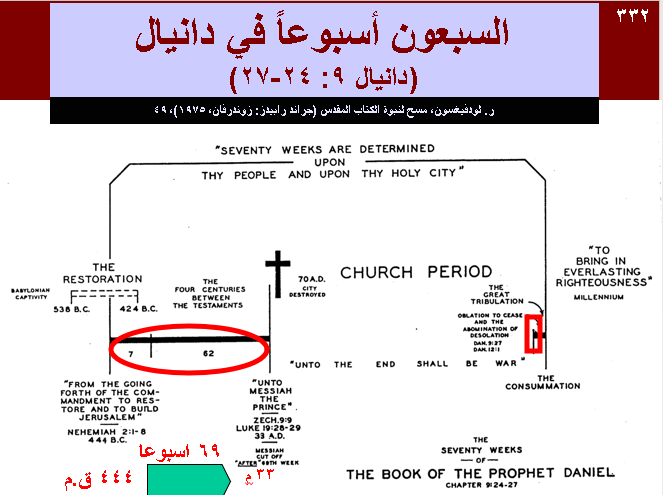 ٣٣٢
السبعون أسبوعاً في دانيال
(دانيال ٩: ٢٤-٢٧)
ر. لودفيغسون، مسح لنبوة الكتاب المقدس (جراند رابيدز: زوندرفان، ١٩٧٥)، ٤٩
"SEVENTY WEEKS ARE DETERMINED
UPON
THY PEOPLE AND UPON THY HOLY CITY"
THE
RESTORATION
BABYLONIAN
CAPTIVITY
538 B.C.
424 B.C.
THE
FOUR CENTURIES
BETWEEN
THE TESTAMENTS
70 A.D.
CITY
DESTROYED
CHURCH PERIOD
THE
GREAT
TRIBULATION
OBLATION TO CEASE
AND THE
ABOMINATION OF
DESOLATION
DAN. 9:27
DAN. 12:1
"TO
BRING IN
EVERLASTING
RIGHTEOUSNESS"
MILLENNIUM
7
62
"UNTO THE END SHALL BE WAR"
THE
CONSUMMATION
"FROM THE GOING
FORTH OF THE COM-
MANDMENT TO RES-
TORE AND TO BUILD
JERUSALEM"
NEHEMIAH 2:1-8
444 B.C.
"UNTO
MESSIAH
THE
PRINCE"
ZECH. 9:9
LUKE 19:28-29
33 A.D.
MESSIAH
CUT OFF
"AFTER" 69TH WEEK
٦٩ اسبوعا
٤٤٤ ق.م
٣٣ م
THE
SEVENTY WEEKS
— OF —
THE BOOK OF THE PROPHET DANIEL
CHAPTER 9:24-27